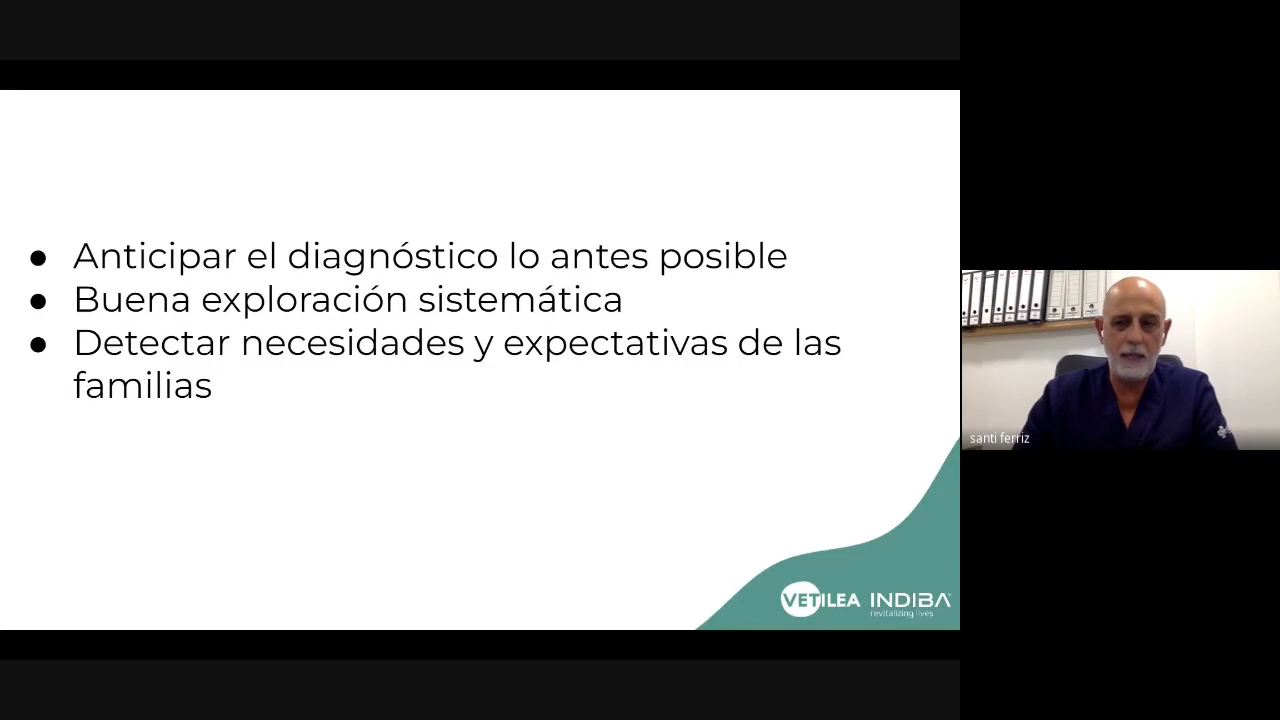 ● Anticipar el diagnóstico lo antes posible
● Buena exploración sistemática
● Detectar necesidades y expectativas de las
familias
santi ferriz
VETILEA INDIBA®
revitalizing lives